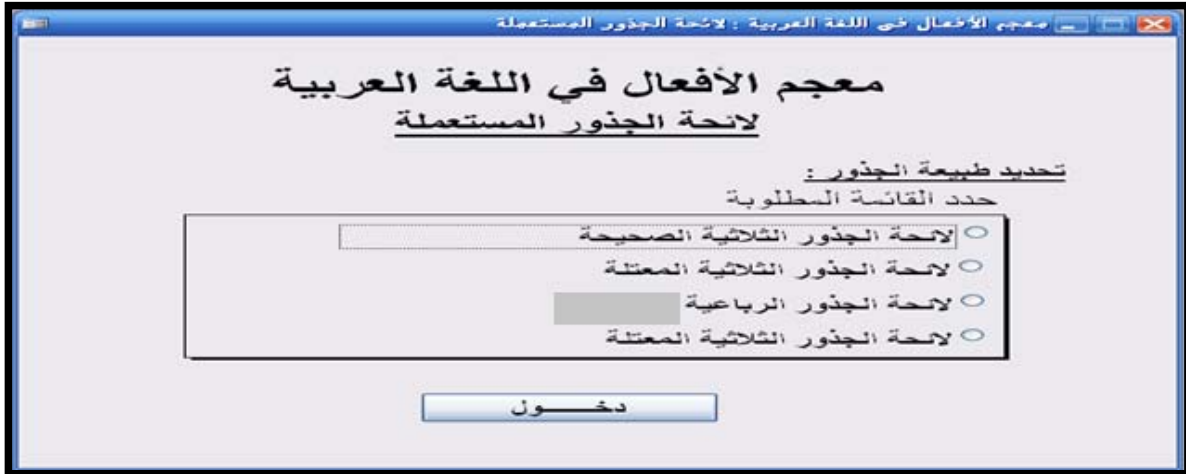 معجم الأفعال في اللغة العربية : لائحة الجذور المستعملة
معجم الأفعال في اللغة العربية
لائحة الجذور المستعملة
تحديد طبيعة الجذور :
حدد القائمة المطلوبة
لائحة الجذور الثلاثية الصحيحة
لائحة الجذور الثلاثية المعتلة
لائحة الجذور الرباعية
لائحة الجذور الثلاثية المعتلة
دخــــول